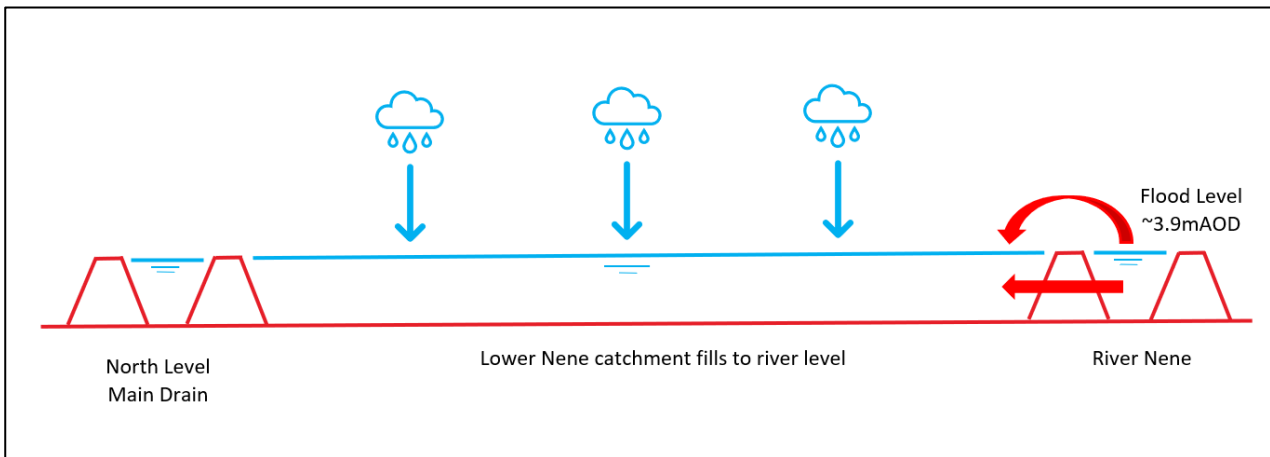 Flood Level
~3.9mAOD
North Level
Main Drain
Lower Nene catchment fills to river level
River Nene